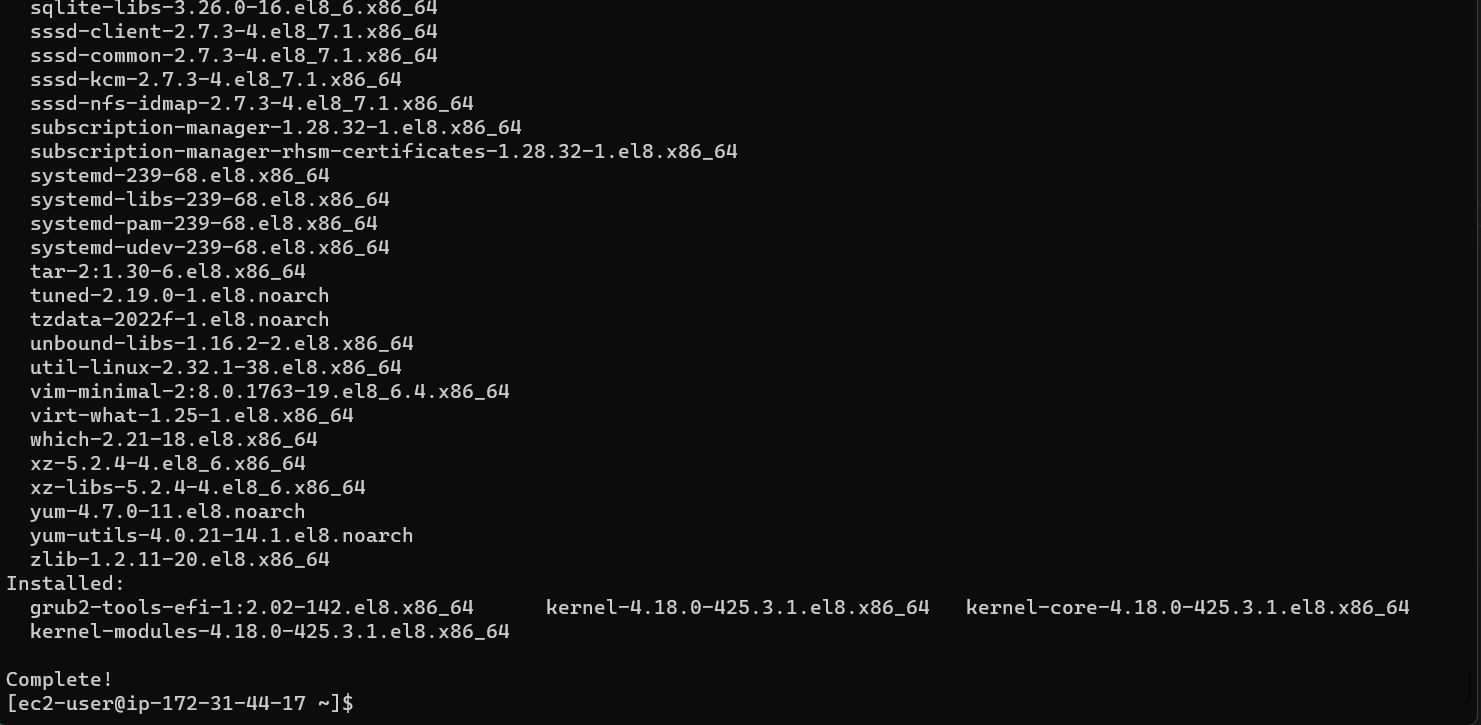 sqlite-libs-3.26.0-16.el8_6.x86_64
sssd-client-2.7.3-4.el8_7.1.x86_64
sssd-common-2.7.3-4.el8_7.1.x86_64
sssd-kcm-2.7.3-4.el8_7.1.x86_64
sssd-nfs-idmap-2.7.3-4.el8_7.1.x86_64
subscription-manager-1.28.32-1.el8.x86_64
subscription-manager-rhsm-certificates-1.28.32-1.el8.x86_64
systemd-239-68.el8.x86_64
systemd-libs-239-68.el8.x86_64
systemd-pam-239-68.el8.x86_64
systemd-udev-239-68.el8.x86_64
tar-2:1.30-6.el8.x86_64
tuned-2.19.0-1.el8.noarch
tzdata-2022f-1.el8.noarch
unbound-libs-1.16.2-2.el8.x86_64
util-linux-2.32.1-38.el8.x86_64
vim-minimal-2:8.0.1763-19.el8_6.4.x86_64
virt-what-1.25-1.el8.x86_64
which-2.21-18.el8.x86_64
xz-5.2.4-4.el8_6.x86_64
xz-libs-5.2.4-4.el8_6.x86_64
yum-4.7.0-11.el8.noarch
yum-utils-4.0.21-14.1.el8.noarch
zlib-1.2.11-20.el8.x86_64
Installed:
grub2-tools-efi-1:2.02-142.el8.x86_64 kernel-4.18.0-425.3.1.el8.x86_64 kernel-core-4.18.0-425.3.1.el8.x86_64
kernel-modules-4.18.0-425.3.1.el8.x86_64
Complete!
[ec2-user@ip-172-31-44-17 ~]$